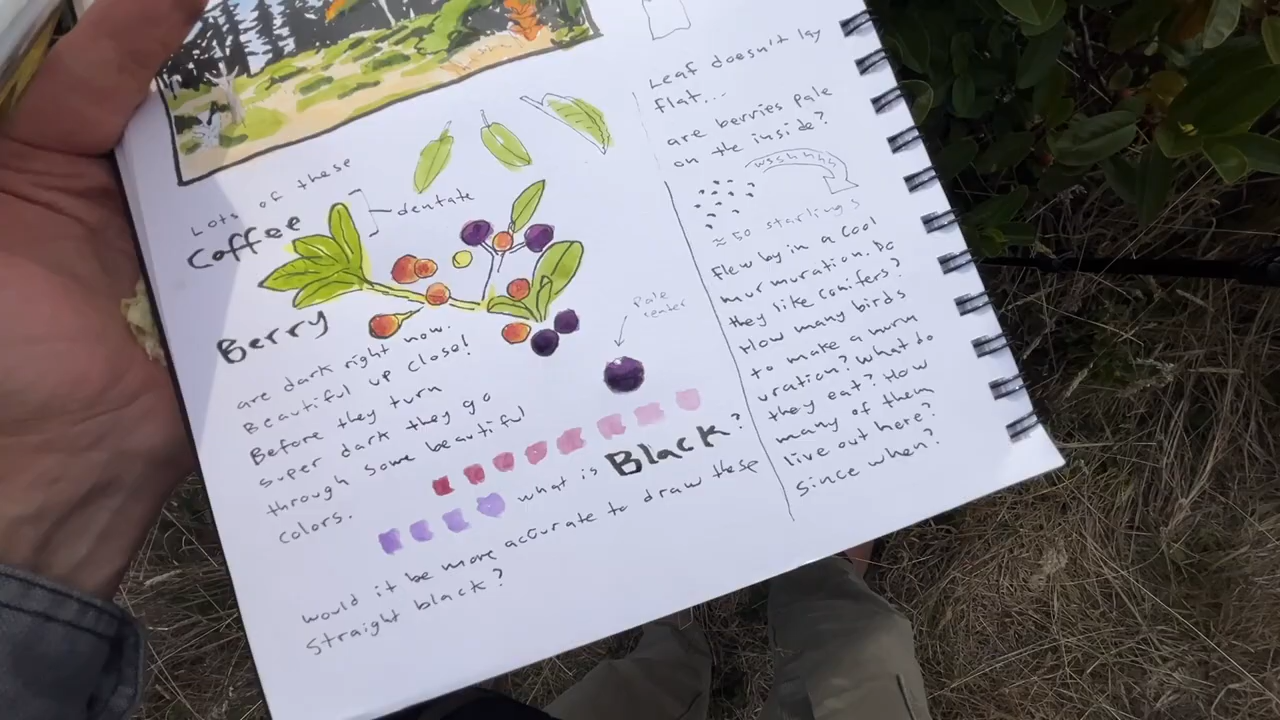 Lots of these
Coffee
dentate
Berry
are dark right now.
Beautiful up close!
Before they turn
super dark they go
through some beautiful
colors.
Pale
center
what is Black?
would it be more accurate to draw these
straight black?
Leaf doesn't lay
flat...
are berries pale
on the inside?
wsshhhhh
≈50 starlings
flew by in a cool
murmuration. Do
they like conifers?
How many birds
to make a murm
uration? what do
they eat? How
many of them
live out here?
since when?